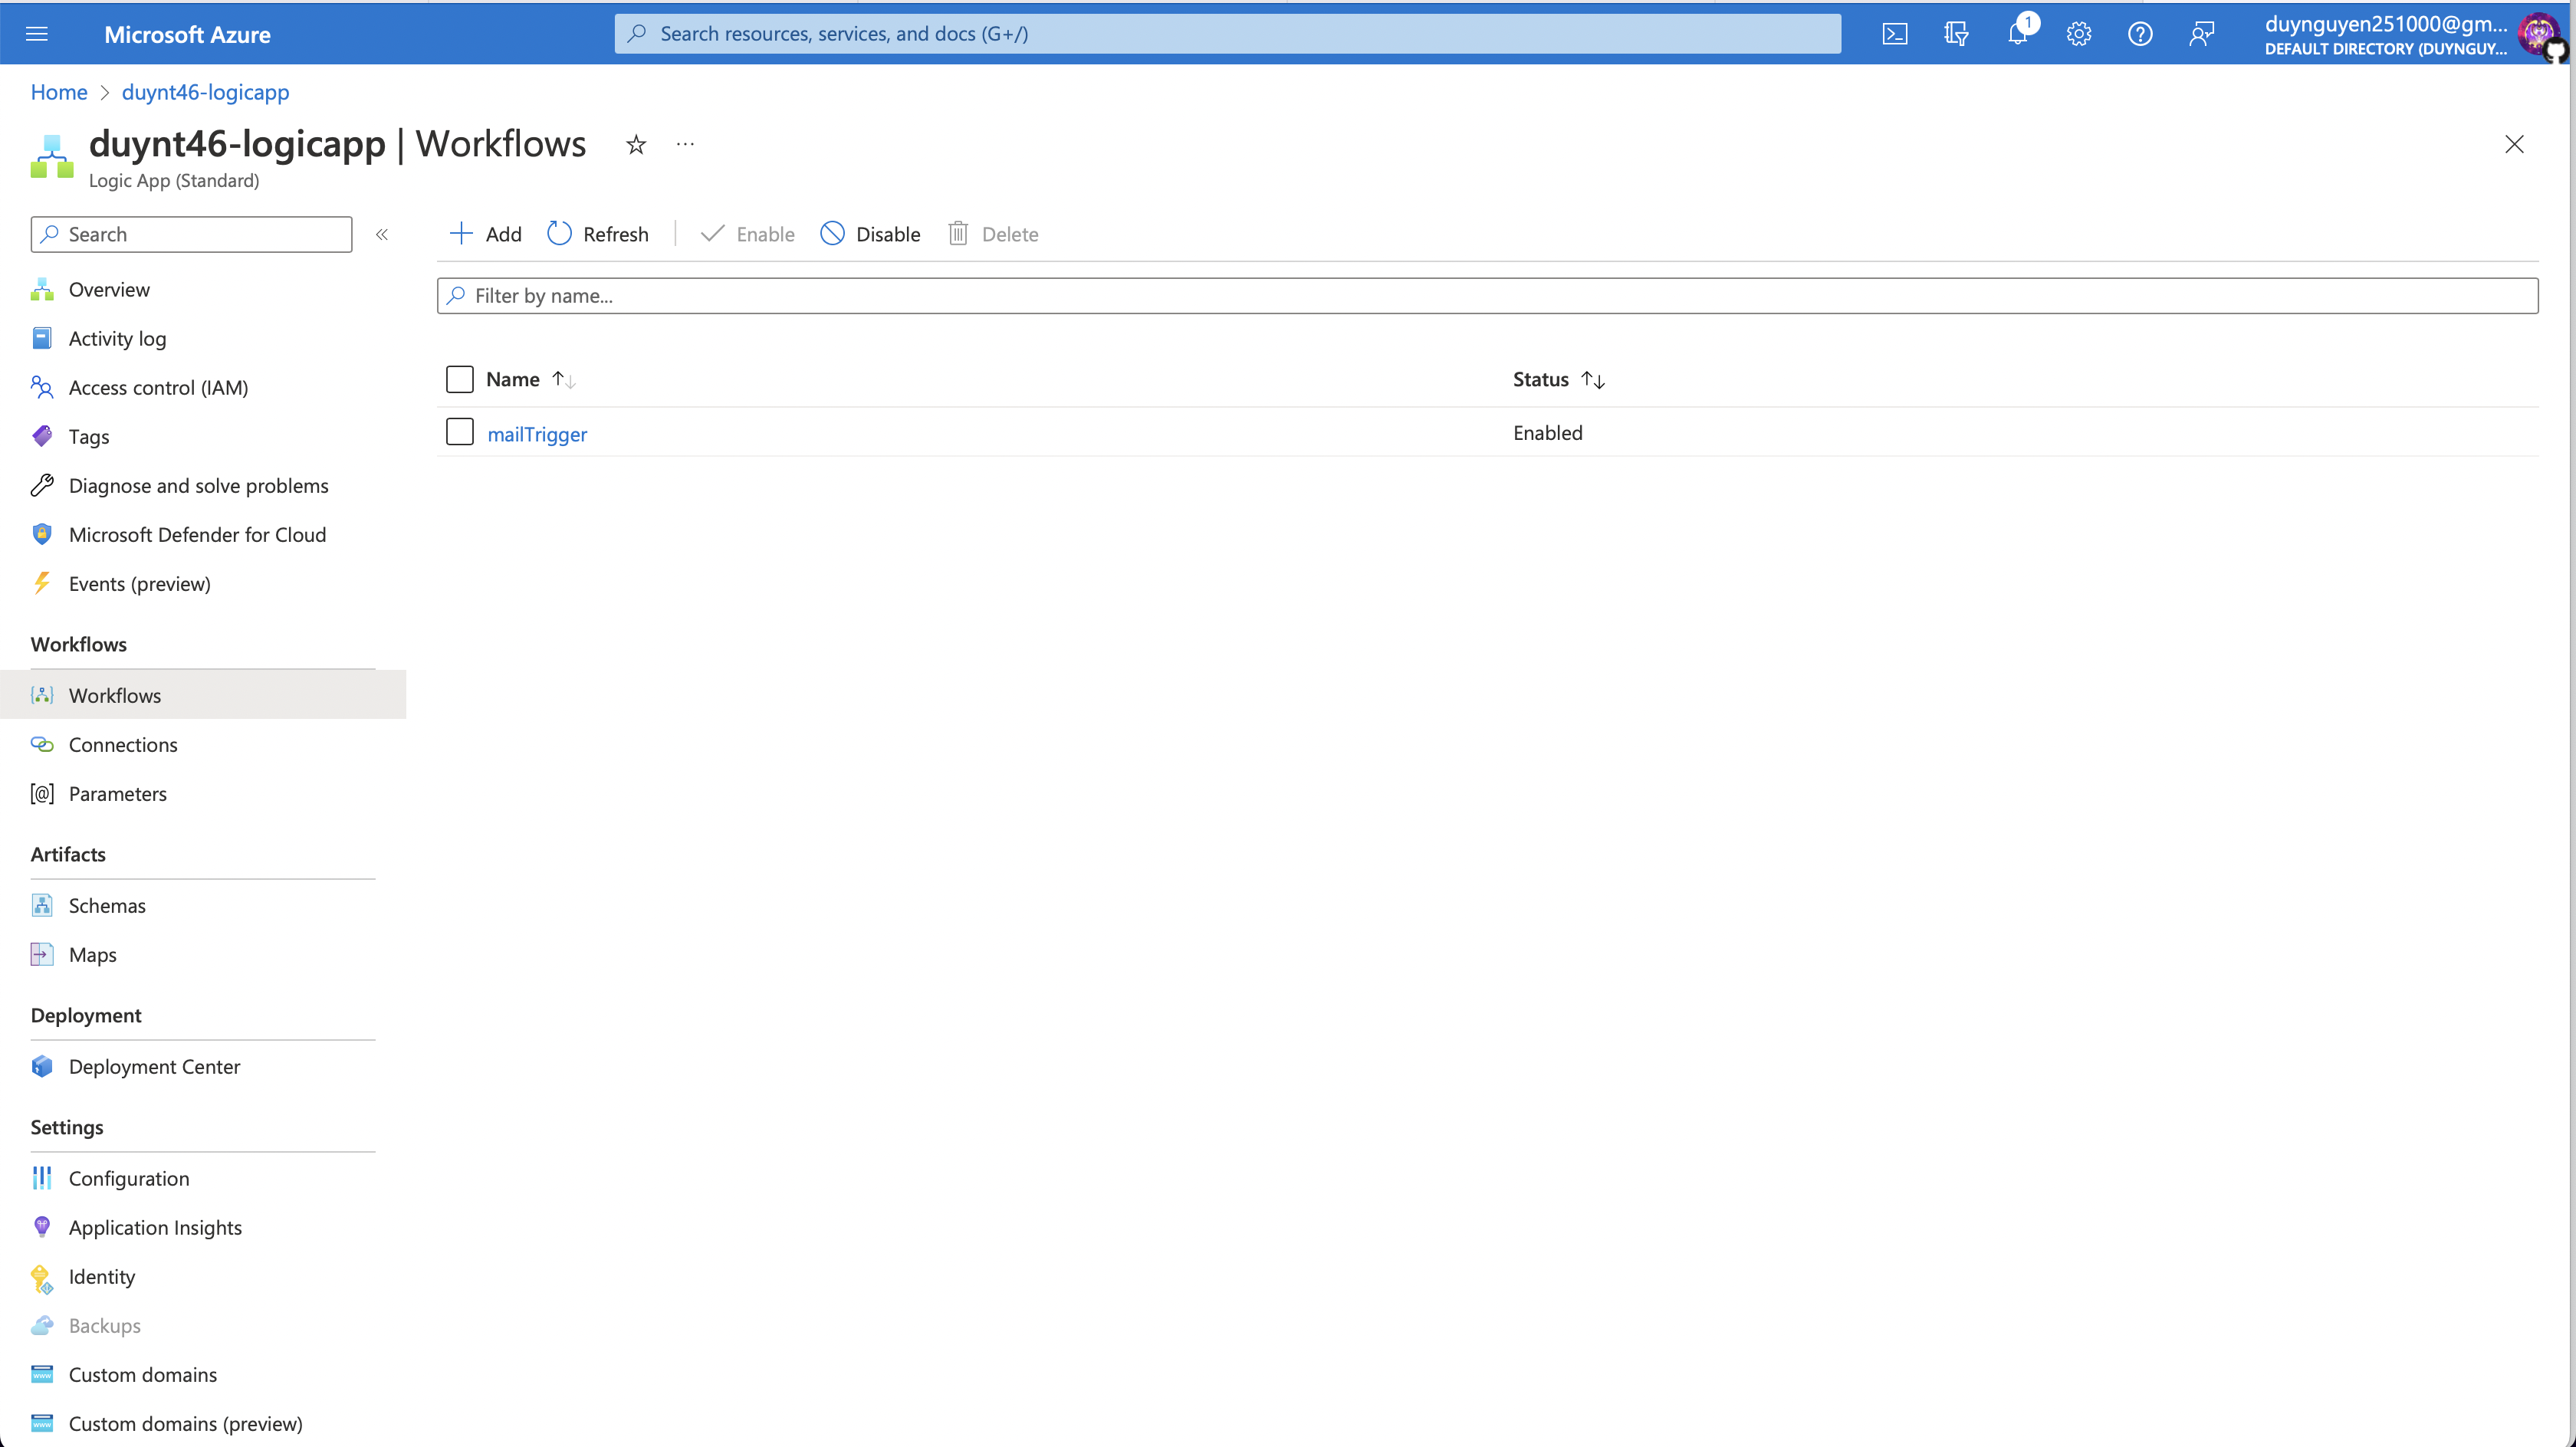 Microsoft Azure
Search resources, services, and docs (G+/)
1
duynguyen251000@gm...
DEFAULT DIRECTORY (DUYNGUY...
Home > duynt46-logicapp
duynt46-logicapp | Workflows
Logic App (Standard)
Search
Add
Refresh
Enable
Disable
Delete
Filter by name...
Name
Status
mailTrigger
Enabled
Overview
Activity log
Access control (IAM)
Tags
Diagnose and solve problems
Microsoft Defender for Cloud
Events (preview)
Workflows
Workflows
Connections
Parameters
Artifacts
Schemas
Maps
Deployment
Deployment Center
Settings
Configuration
Application Insights
Identity
Backups
Custom domains
Custom domains (preview)